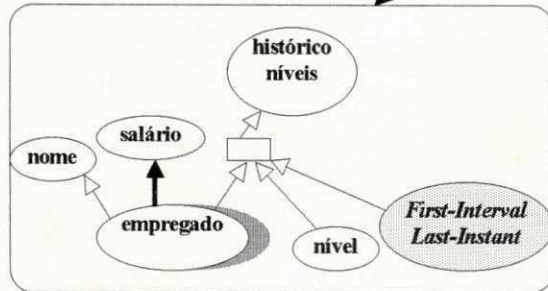 histórico
níveis
salário
nome
empregado
nível
First-Interval
Last-Instant